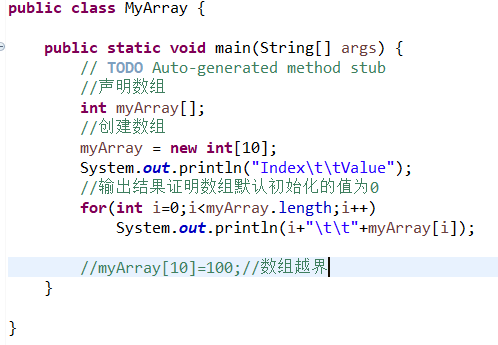 public class MyArray {
public static void main(String[] args) {
// TODO Auto-generated method stub
//声明数组
int myArray[];
//创建数组
myArray = new int[10];
System.out.println("Index\t\tValue");
//输出结果证明数组默认初始化的值为0
for(int i=0;i<myArray.length;i++)
System.out.println(i+"\t\t"+myArray[i]);
//myArray[10]=100;//数组越界
}
}